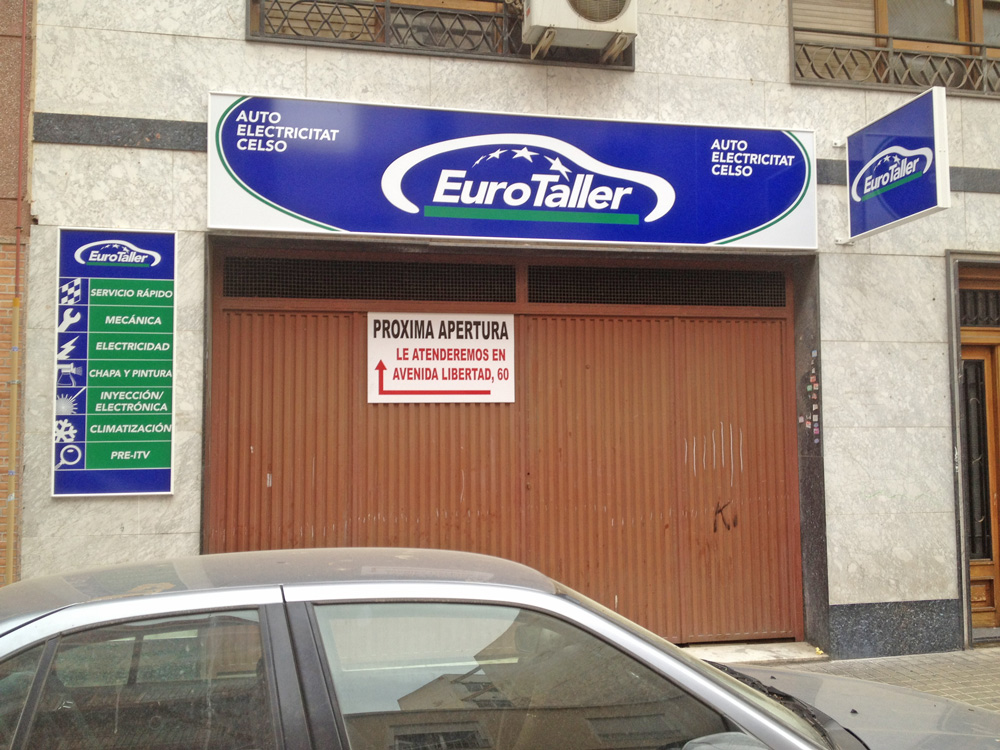 AUTO
ELECTRICITAT
CELSO
EuroTaller
AUTO
ELECTRICITAT
CELSO
EuroTaller
EuroTaller
SERVICIO RÁPIDO
MECÁNICA
ELECTRICIDAD
CHAPA Y PINTURA
INYECCIÓN/
ELECTRÓNICA
CLIMATIZACIÓN
PRE-ITV
PROXIMA APERTURA
LE ATENDEREMOS EN
AVENIDA LIBERTAD, 60